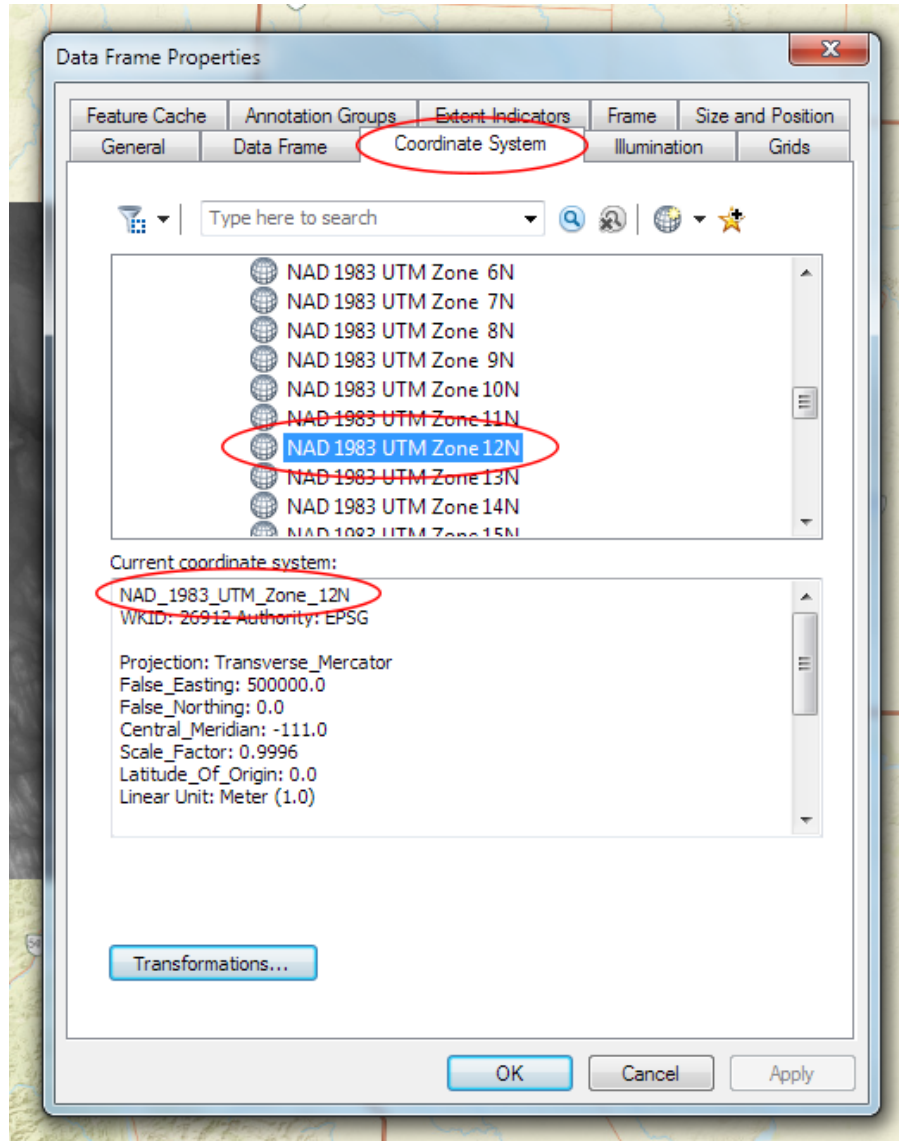 Data Frame Properties
Feature Cache Annotation Groups Extent Indicators Frame Size and Position
General Data Frame Coordinate System Illumination Grids
Type here to search
NAD 1983 UTM Zone 6N
NAD 1983 UTM Zone 7N
NAD 1983 UTM Zone 8N
NAD 1983 UTM Zone 9N
NAD 1983 UTM Zone 10N
NAD 1983 UTM Zone 11N
NAD 1983 UTM Zone 12N
NAD 1983 UTM Zone 13N
NAD 1983 UTM Zone 14N
NAD 1983 UTM Zone 15N
Current coordinate system:
NAD_1983_UTM_Zone_12N
WKID: 26912 Authority: EPSG
Projection: Transverse_Mercator
False_Easting: 500000.0
False_Northing: 0.0
Central_Meridian: -111.0
Scale_Factor: 0.9996
Latitude_Of_Origin: 0.0
Linear Unit: Meter (1.0)
Transformations...
OK Cancel Apply